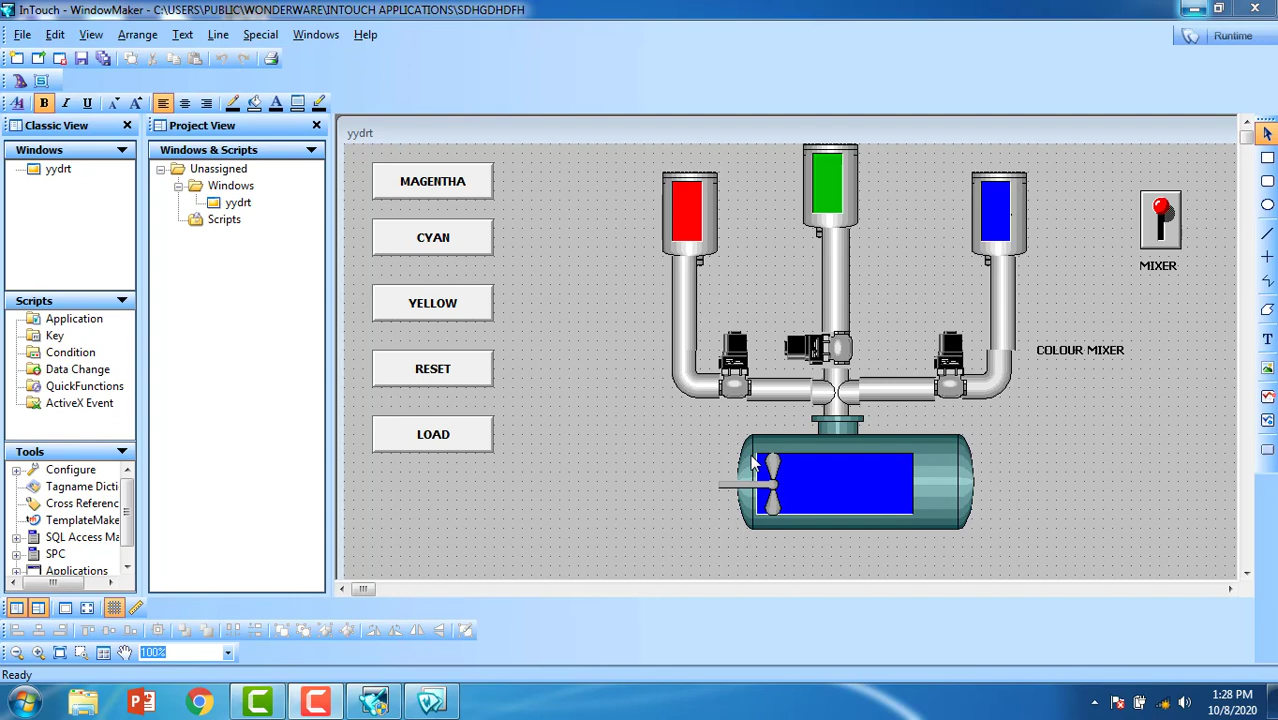 InTouch - WindowMaker - C:\USERS\PUBLIC\WONDERWARE\INTOUCH APPLICATIONS\SDHGDHDFH
File Edit View Arrange Text Line Special Windows Help
Runtime
Classic View
Project View
Windows
yydrt
Scripts
Application
Key
Condition
Data Change
QuickFunctions
ActiveX Event
Tools
Configure
Tagname Dicti
Cross Referenc
TemplateMake
SQL Access Ma
SPC
Applications
Windows & Scripts
Unassigned
Windows
yydrt
Scripts
yydrt
MAGENTHA
CYAN
YELLOW
RESET
LOAD
MIXER
COLOUR MIXER
100%
Ready
1:28 PM
10/8/2020